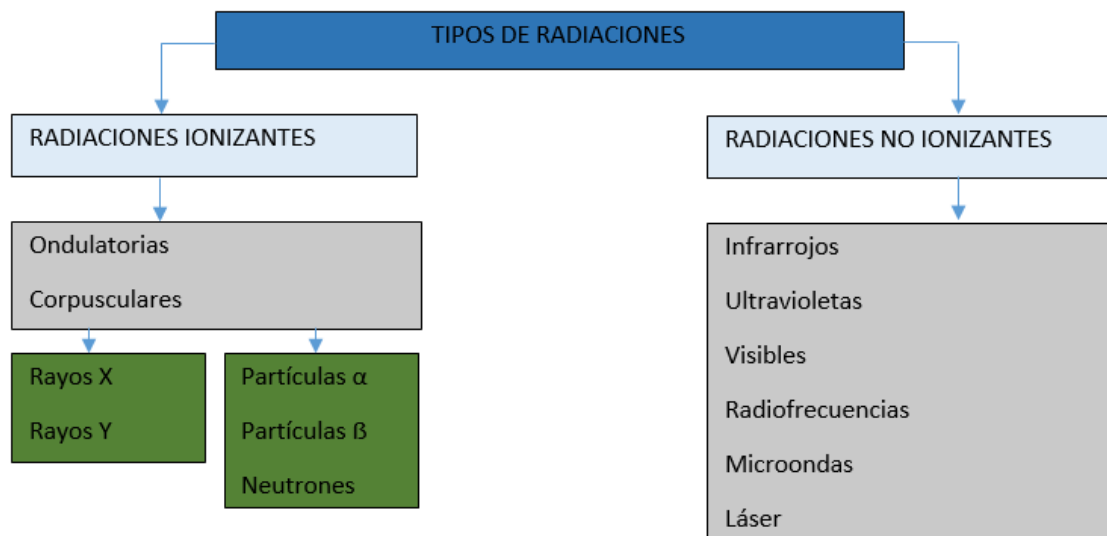 TIPOS DE RADIACIONES
RADIACIONES IONIZANTES
RADIACIONES NO IONIZANTES
Ondulatorias
Corpusculares
Rayos X
Rayos Y
Partículas α
Partículas ß
Neutrones
Infrarrojos
Ultravioletas
Visibles
Radiofrecuencias
Microondas
Láser